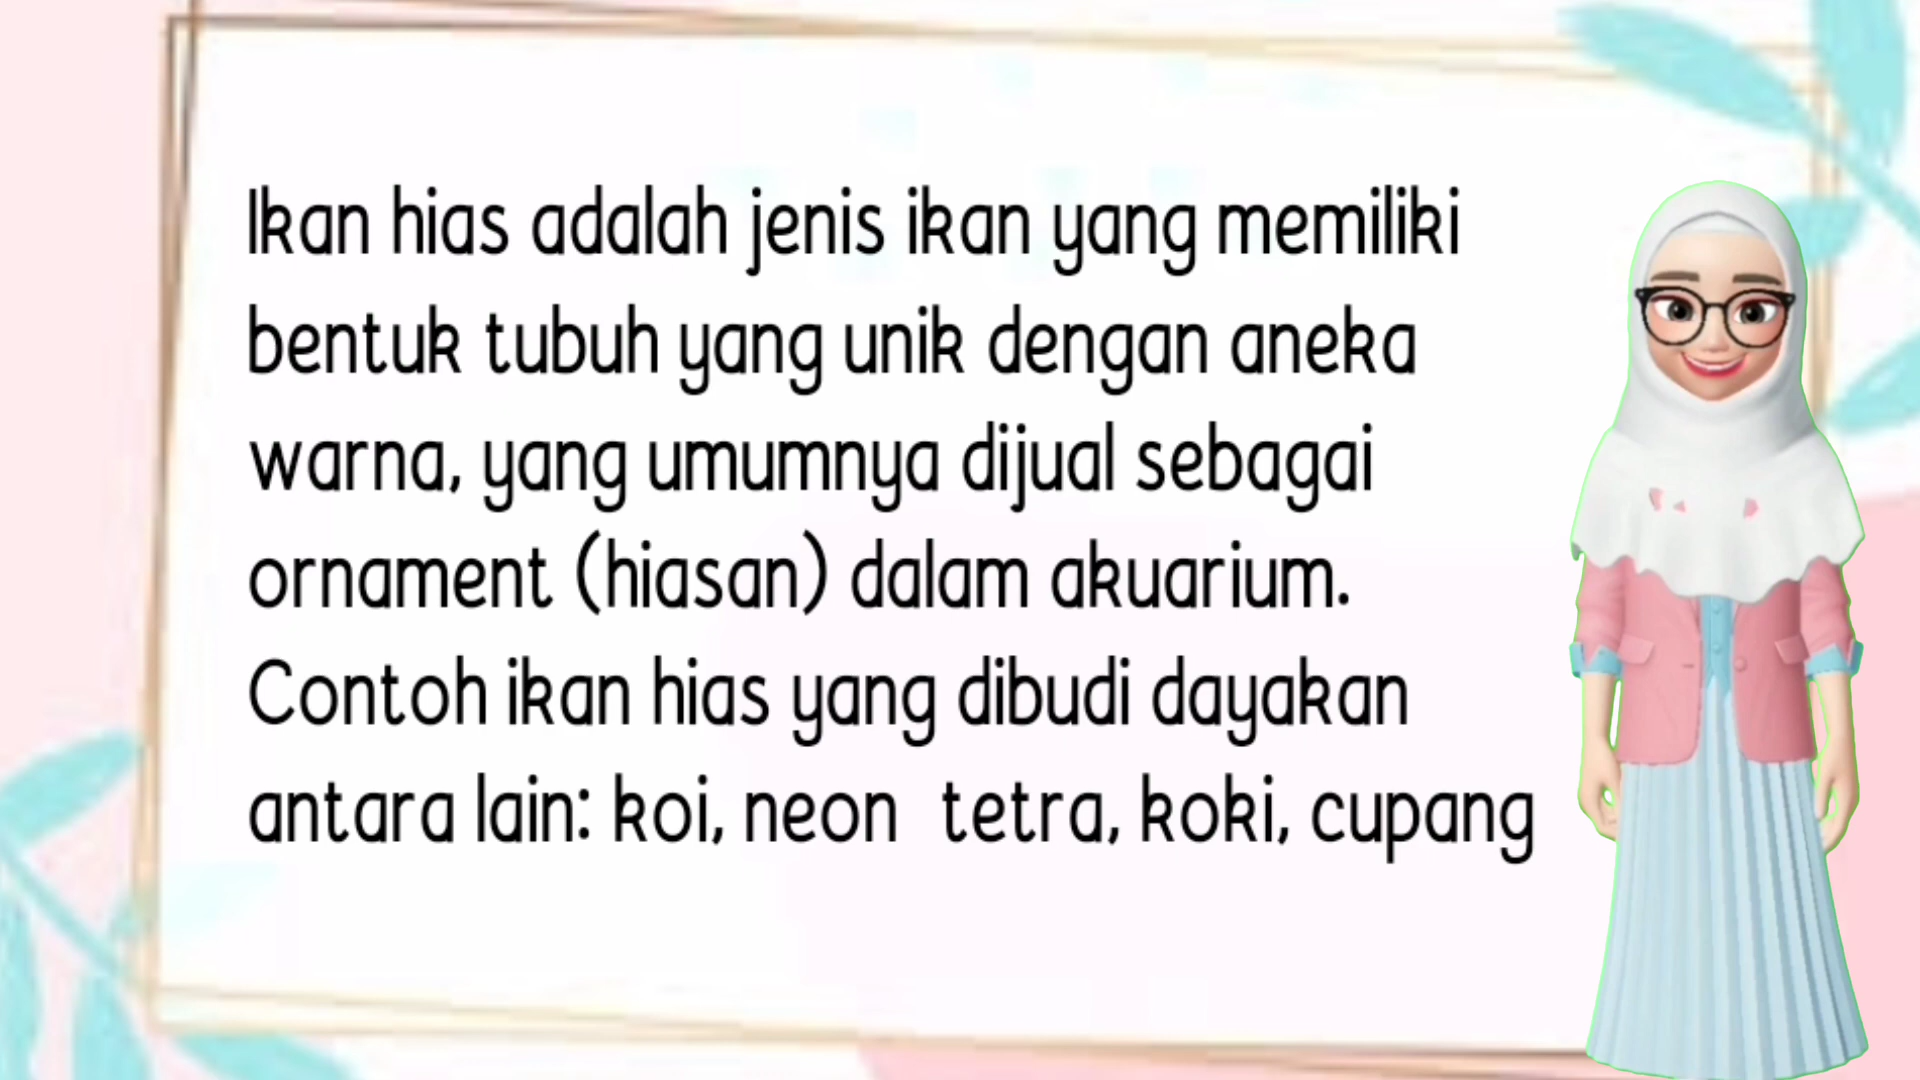 Ikan hias adalah jenis ikan yang memiliki
bentuk tubuh yang unik dengan aneka
warna, yang umumnya dijual sebagai
ornament (hiasan) dalam akuarium.
Contoh ikan hias yang dibudi dayakan
antara lain: koi, neon  tetra, koki, cupang